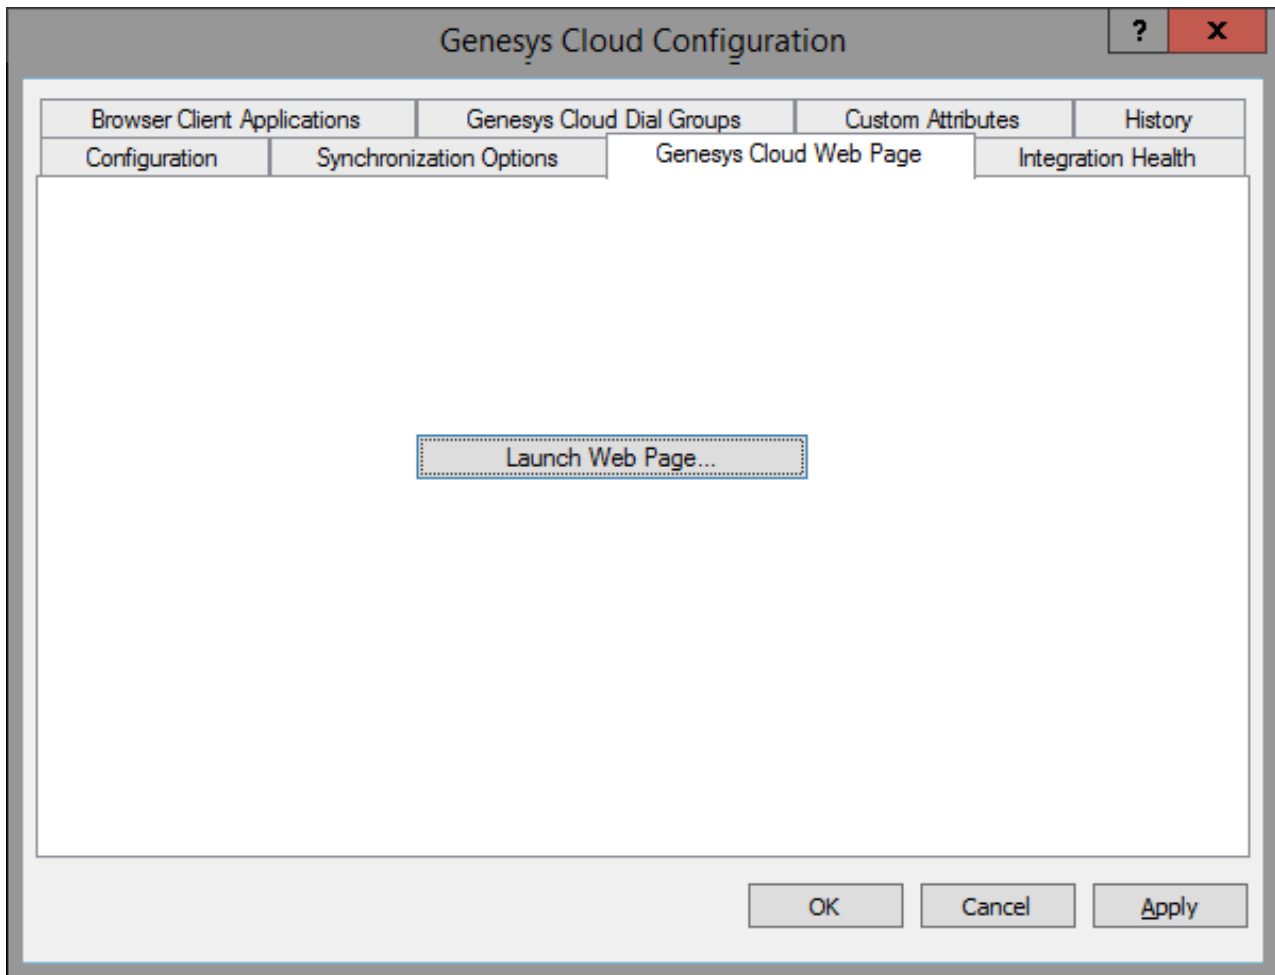 Genesys Cloud Configuration
?
x
Browser Client Applications
Genesys Cloud Dial Groups
Custom Attributes
History
Configuration
Synchronization Options
Genesys Cloud Web Page
Integration Health
Launch Web Page...
OK
Cancel
Apply